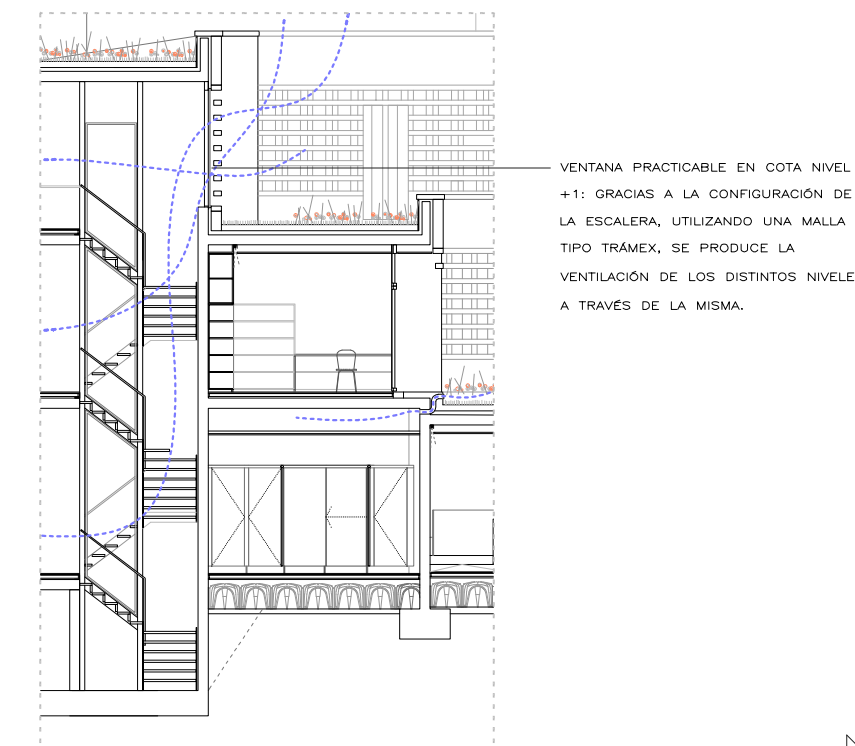 VENTANA PRACTICABLE EN COTA NIVEL
+1: GRACIAS A LA CONFIGURACIÓN DE
LA ESCALERA, UTILIZANDO UNA MALLA
TIPO TRÁMEX, SE PRODUCE LA
VENTILACIÓN DE LOS DISTINTOS NIVELE
A TRAVÉS DE LA MISMA.